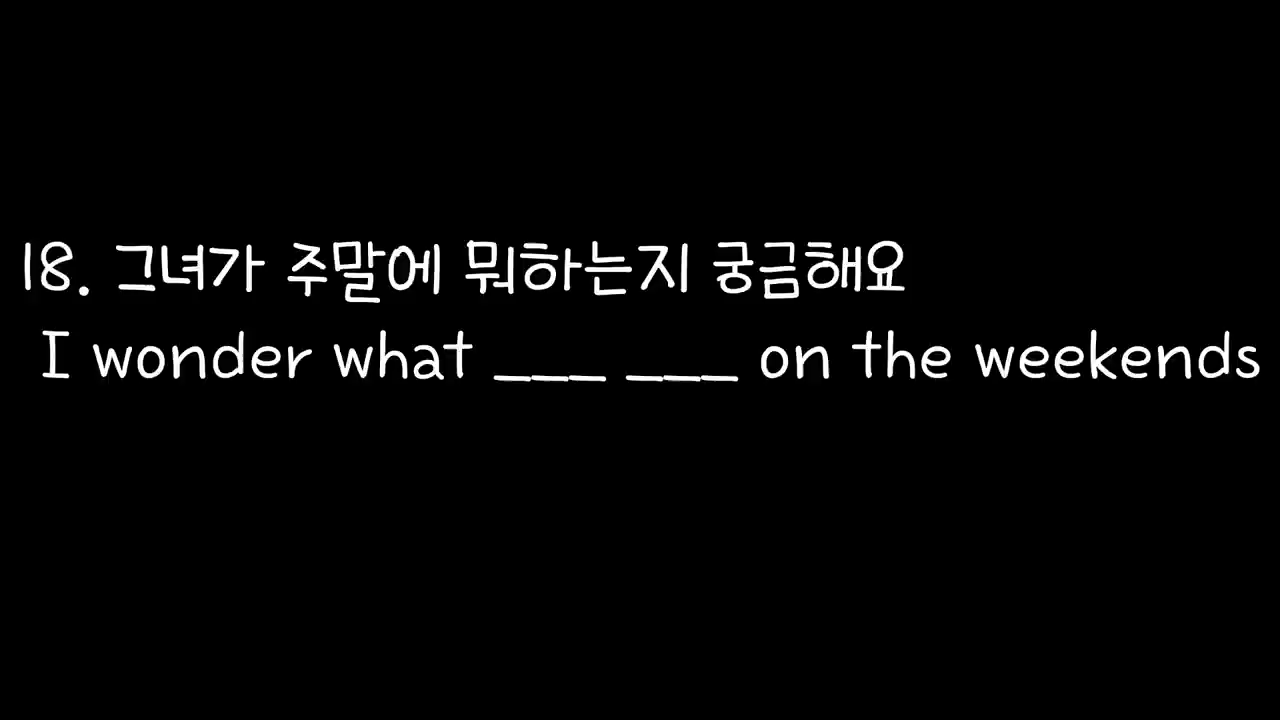 18. 그녀가 주말에 뭐하는지 궁금해요
I wonder what ___ ___ on the weekends